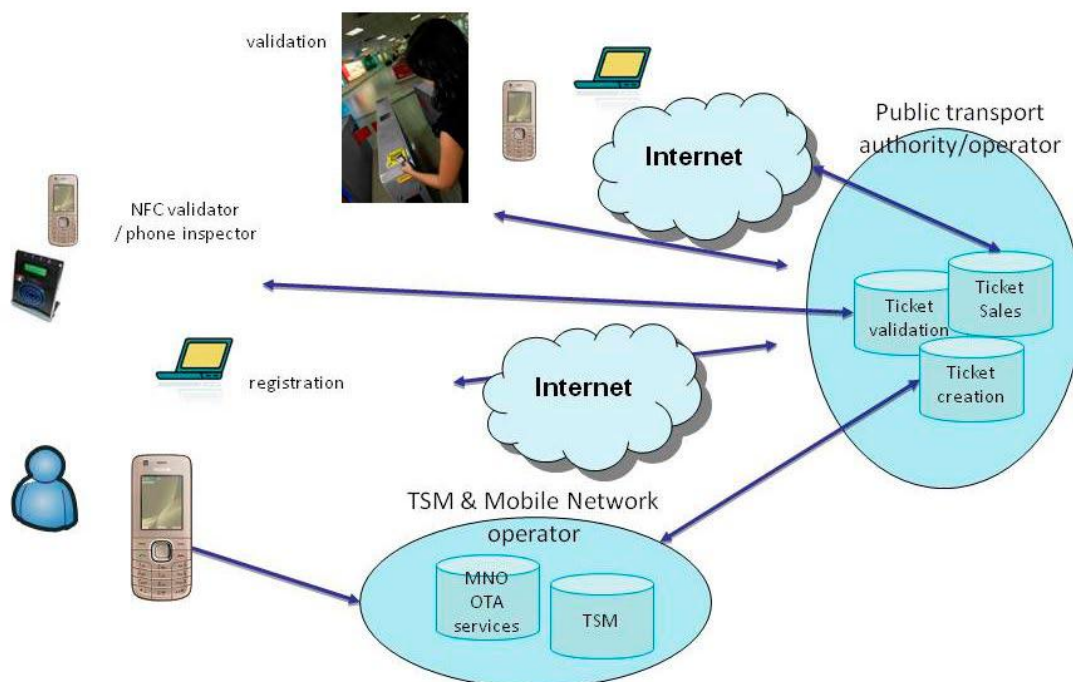 validation
Internet
Public transport
authority/operator
NFC validator
/ phone inspector
Ticket
Sales
Ticket
validation
registration
Internet
Ticket
creation
TSM & Mobile Network
operator
MNO
OTA
services
TSM